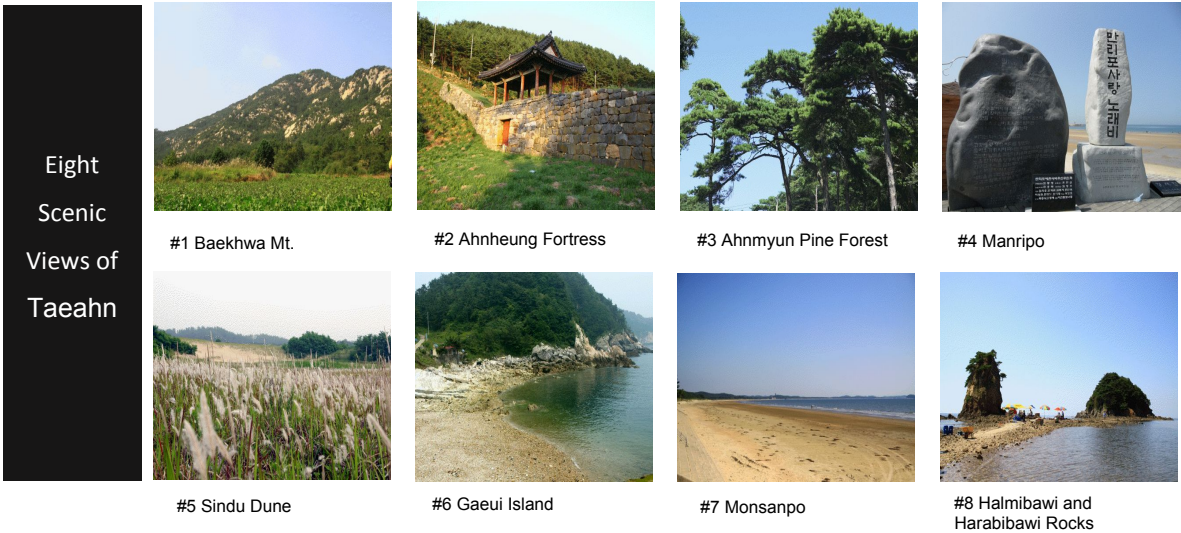 Eight
Scenic
Views of
Taeahn
만리포사랑노래비
#1 Baekhwa Mt.
#2 Ahnheung Fortress
#3 Ahnmyun Pine Forest
#4 Manripo
#5 Sindu Dune
#6 Gaeui Island
#7 Monsanpo
#8 Halmibawi and
Harabibawi Rocks